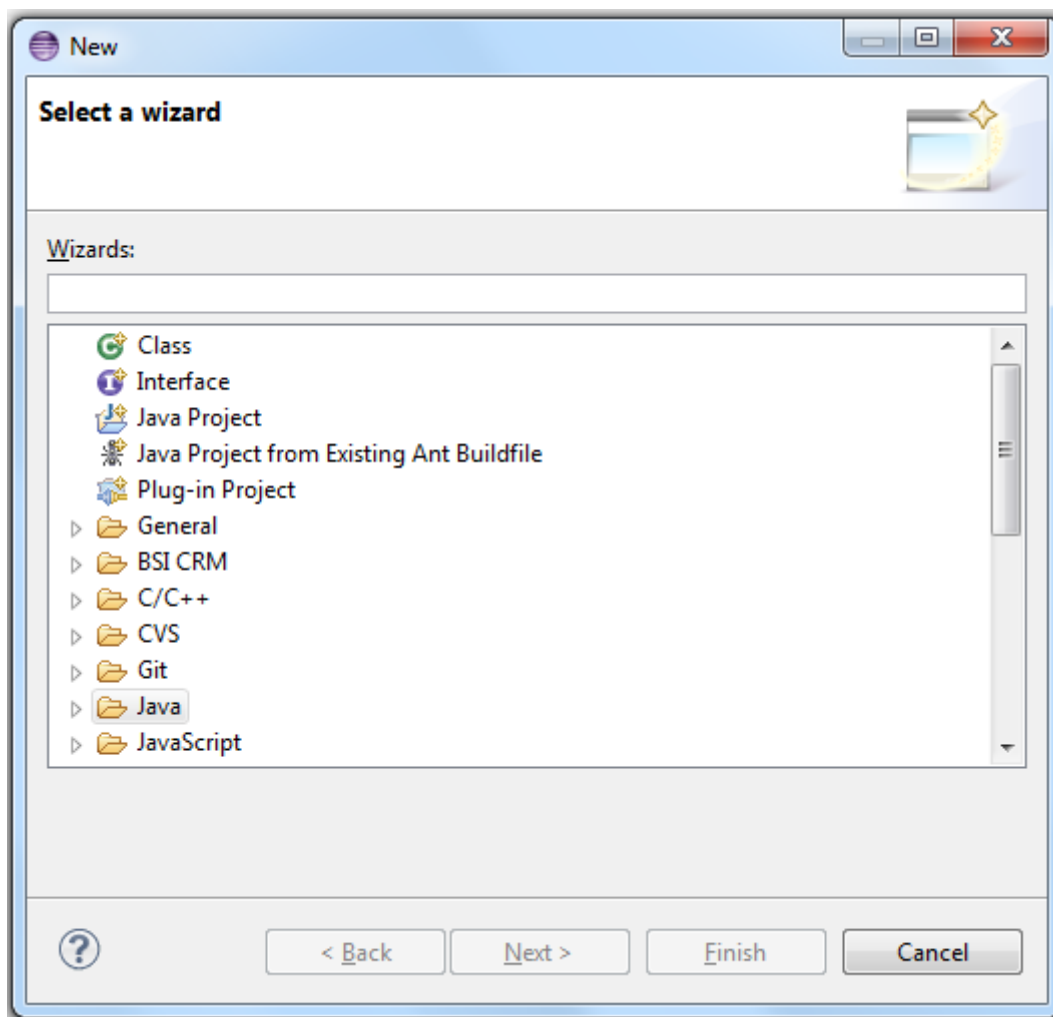 New
Select a wizard
Wizards:
Class
Interface
Java Project
Java Project from Existing Ant Buildfile
Plug-in Project
General
BSI CRM
C/C++
CVS
Git
Java
JavaScript
< Back Next > Finish Cancel